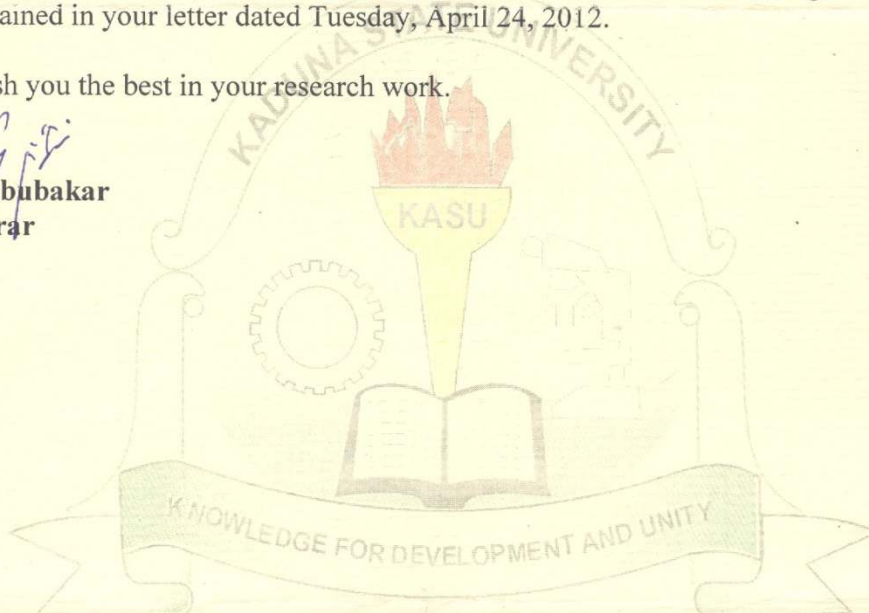 ained in your letter dated Tuesday, April 24, 2012.
sh you the best in your research work.
bubakar
rar
KADUNA STATE UNIVERSITY
KASU
KNOWLEDGE FOR DEVELOPMENT AND UNITY